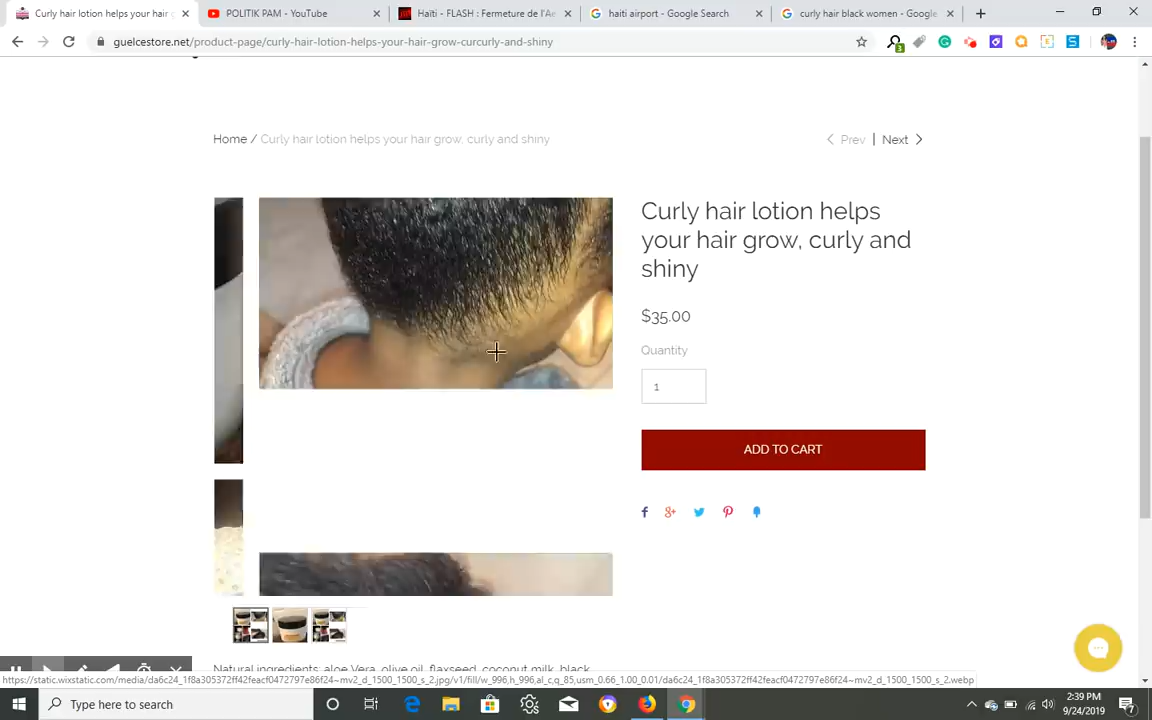 Curly hair lotion helps your hair g
POLITIK PAM - YouTube
Haïti - FLASH : Fermeture de l'Ae
haiti airport - Google Search
curly hair black women - Google
guelcestore.net/product-page/curly-hair-lotion-helps-your-hair-grow-curcurly-and-shiny
3
Home / Curly hair lotion helps your hair grow, curly and shiny
Prev | Next
Curly hair lotion helps
your hair grow, curly and
shiny
$35.00
Quantity
1
ADD TO CART
Natural ingredients: aloe Vera, olive oil, flaxseed, coconut milk, black
https://static.wixstatic.com/media/da6c24_1f8a305372ff42feacf0472797e86f24~mv2_d_1500_1500_s_2.jpg/v1/fill/w_996,h_996,al_c,q_85,usm_0.66_1.00_0.01/da6c24_1f8a305372ff42feacf0472797e86f24~mv2_d_1500_1500_s_2.webp
Type here to search
2:39 PM
9/24/2019
7